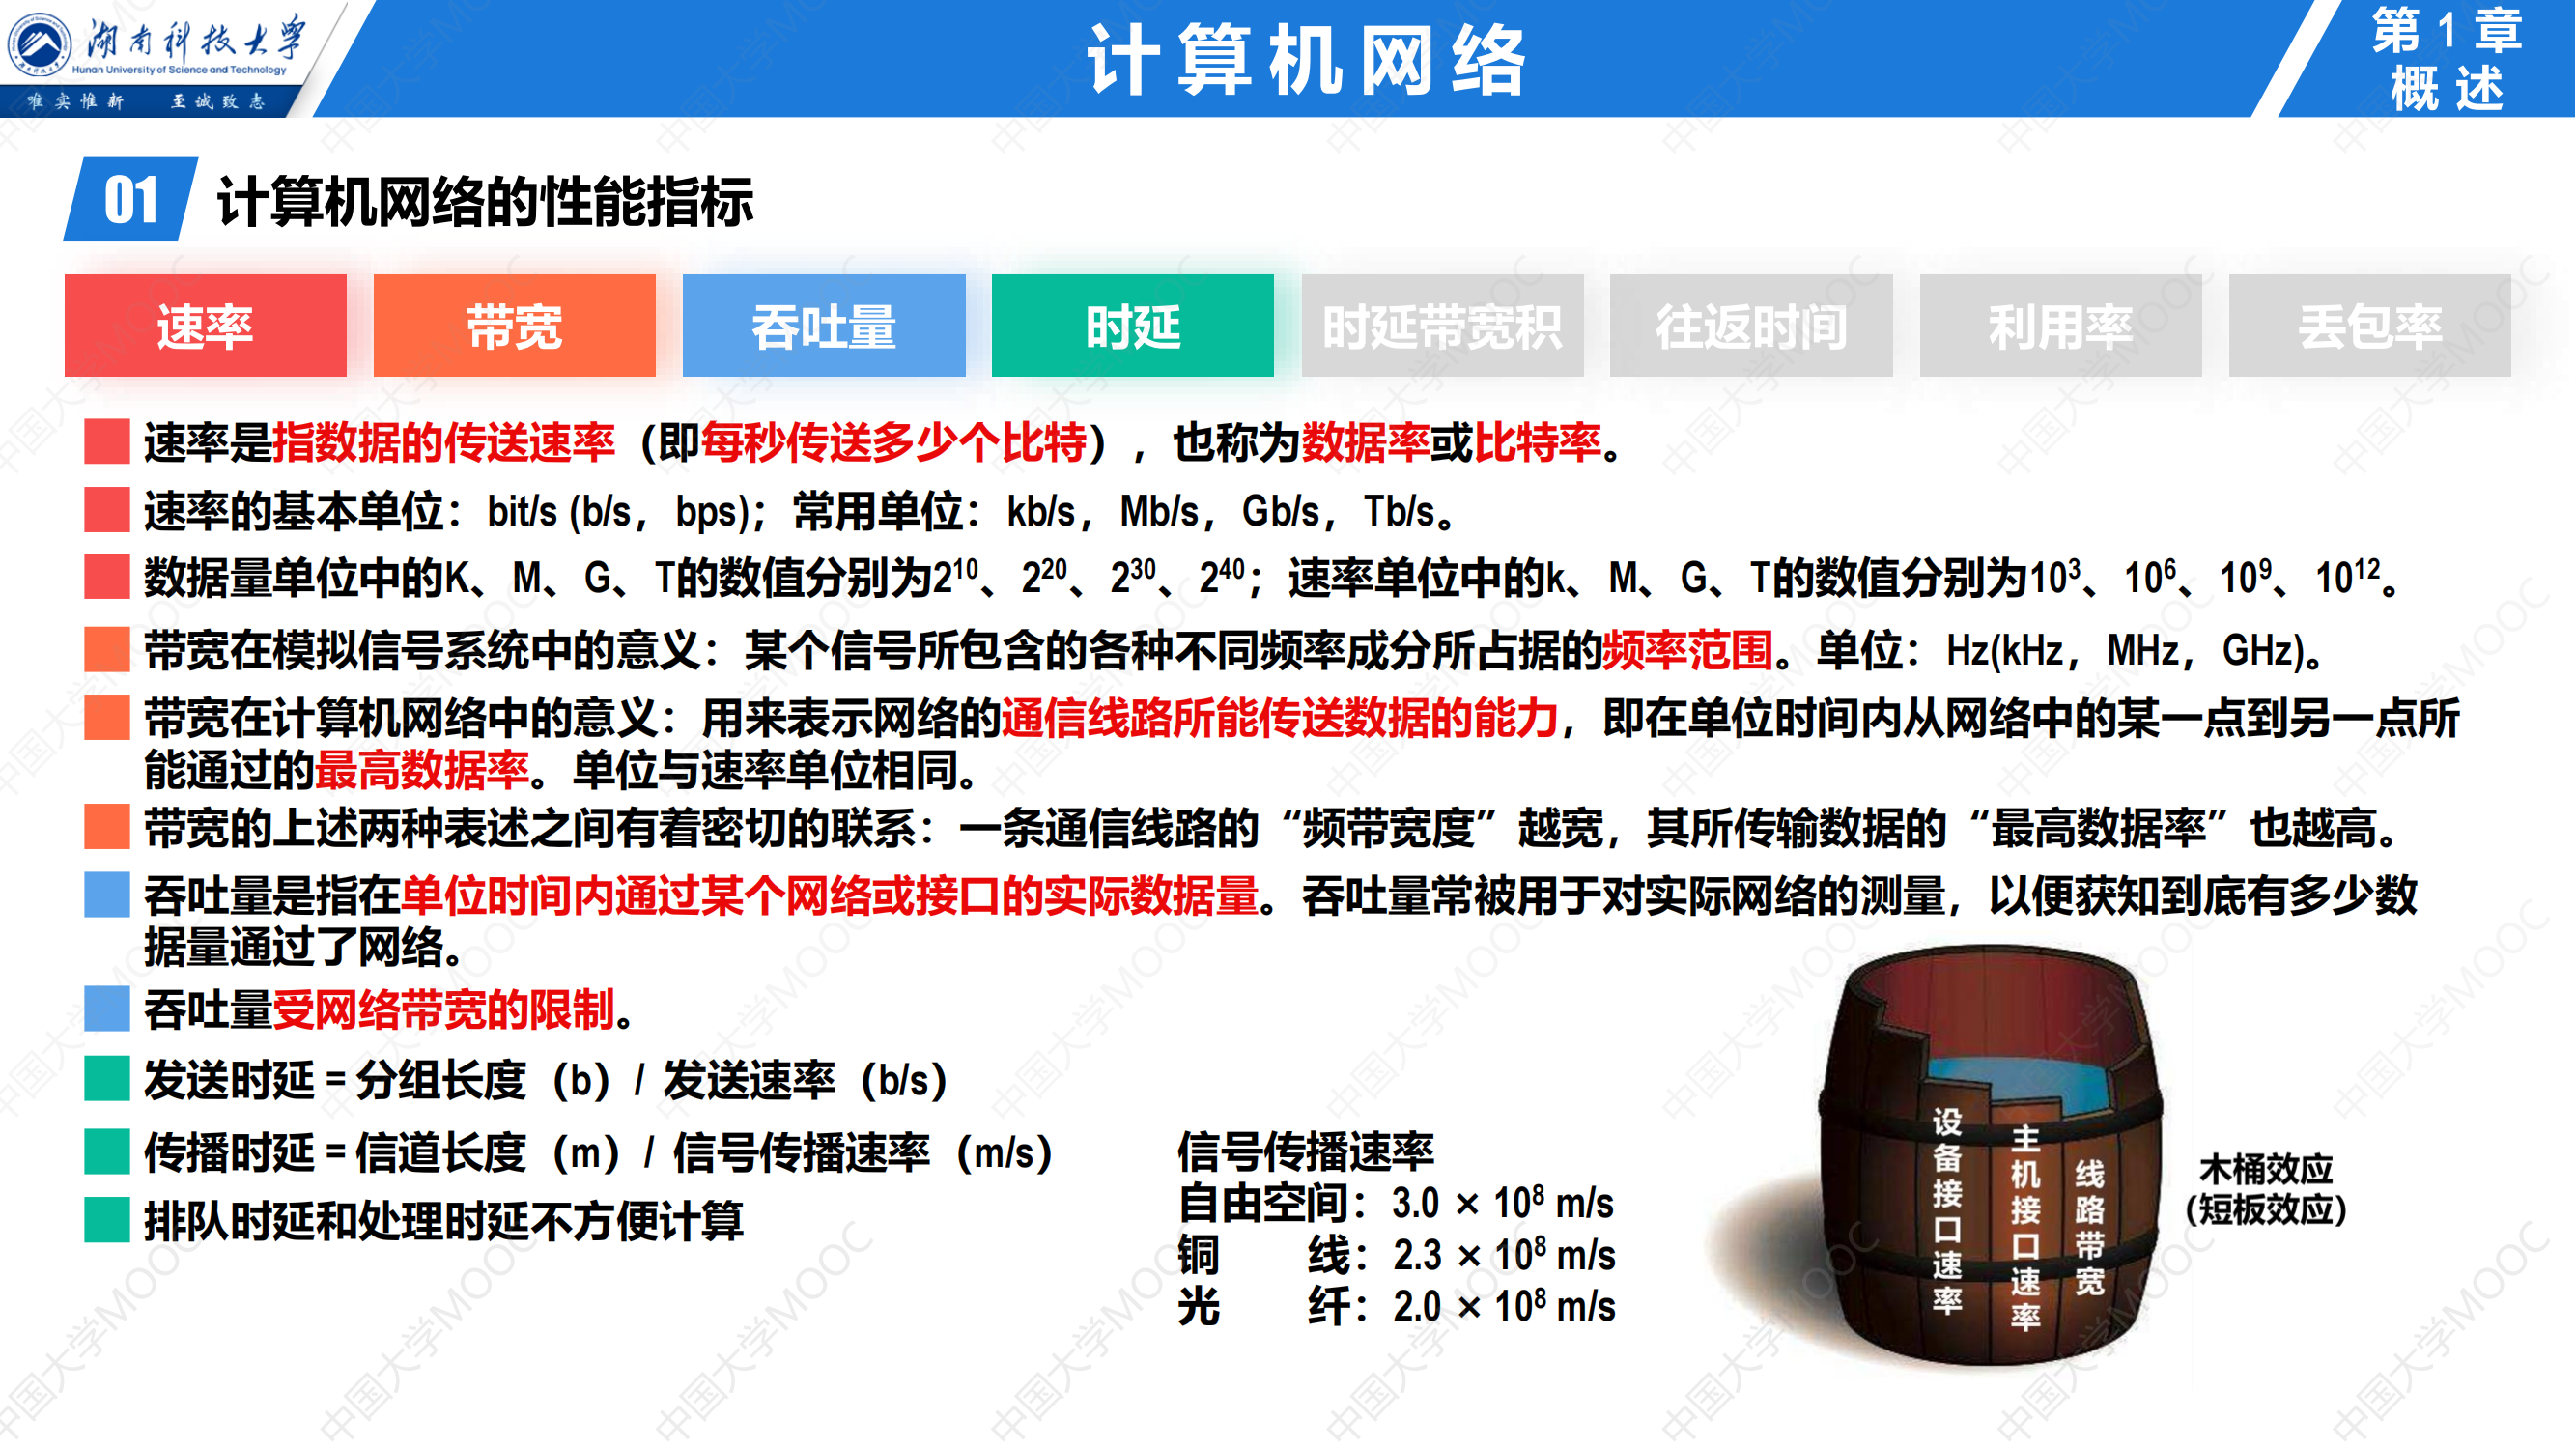 湖南科技大学
Hunan University of Science and Technology
唯实惟新 至诚致志
计算机网络
第1章
概述
01 计算机网络的性能指标
速率 带宽 吞吐量 时延 时延带宽积 往返时间 利用率 丢包率
速率是指数据的传送速率（即每秒传送多少个比特），也称为数据率或比特率。
速率的基本单位：bit/s (b/s，bps)；常用单位：kb/s，Mb/s，Gb/s，Tb/s。
数据量单位中的K、M、G、T的数值分别为2¹⁰、2²⁰、2³⁰、2⁴⁰；速率单位中的k、M、G、T的数值分别为10³、10⁶、10⁹、10¹²。
带宽在模拟信号系统中的意义：某个信号所包含的各种不同频率成分所占据的频率范围。单位：Hz(kHz，MHz，GHz)。
带宽在计算机网络中的意义：用来表示网络的通信线路所能传送数据的能力，即在单位时间内从网络中的某一点到另一点所
能通过的最高数据率。单位与速率单位相同。
带宽的上述两种表述之间有着密切的联系：一条通信线路的“频带宽度”越宽，其所传输数据的“最高数据率”也越高。
吞吐量是指在单位时间内通过某个网络或接口的实际数据量。吞吐量常被用于对实际网络的测量，以便获知到底有多少数
据量通过了网络。
吞吐量受网络带宽的限制。
发送时延 = 分组长度（b）/ 发送速率（b/s）
传播时延 = 信道长度（m）/ 信号传播速率（m/s）
排队时延和处理时延不方便计算
信号传播速率
自由空间：3.0 × 10⁸ m/s
铜 线：2.3 × 10⁸ m/s
光 纤：2.0 × 10⁸ m/s
设备接口速率
主机接口速率
线路带宽
木桶效应
(短板效应)
中国大学MOOC